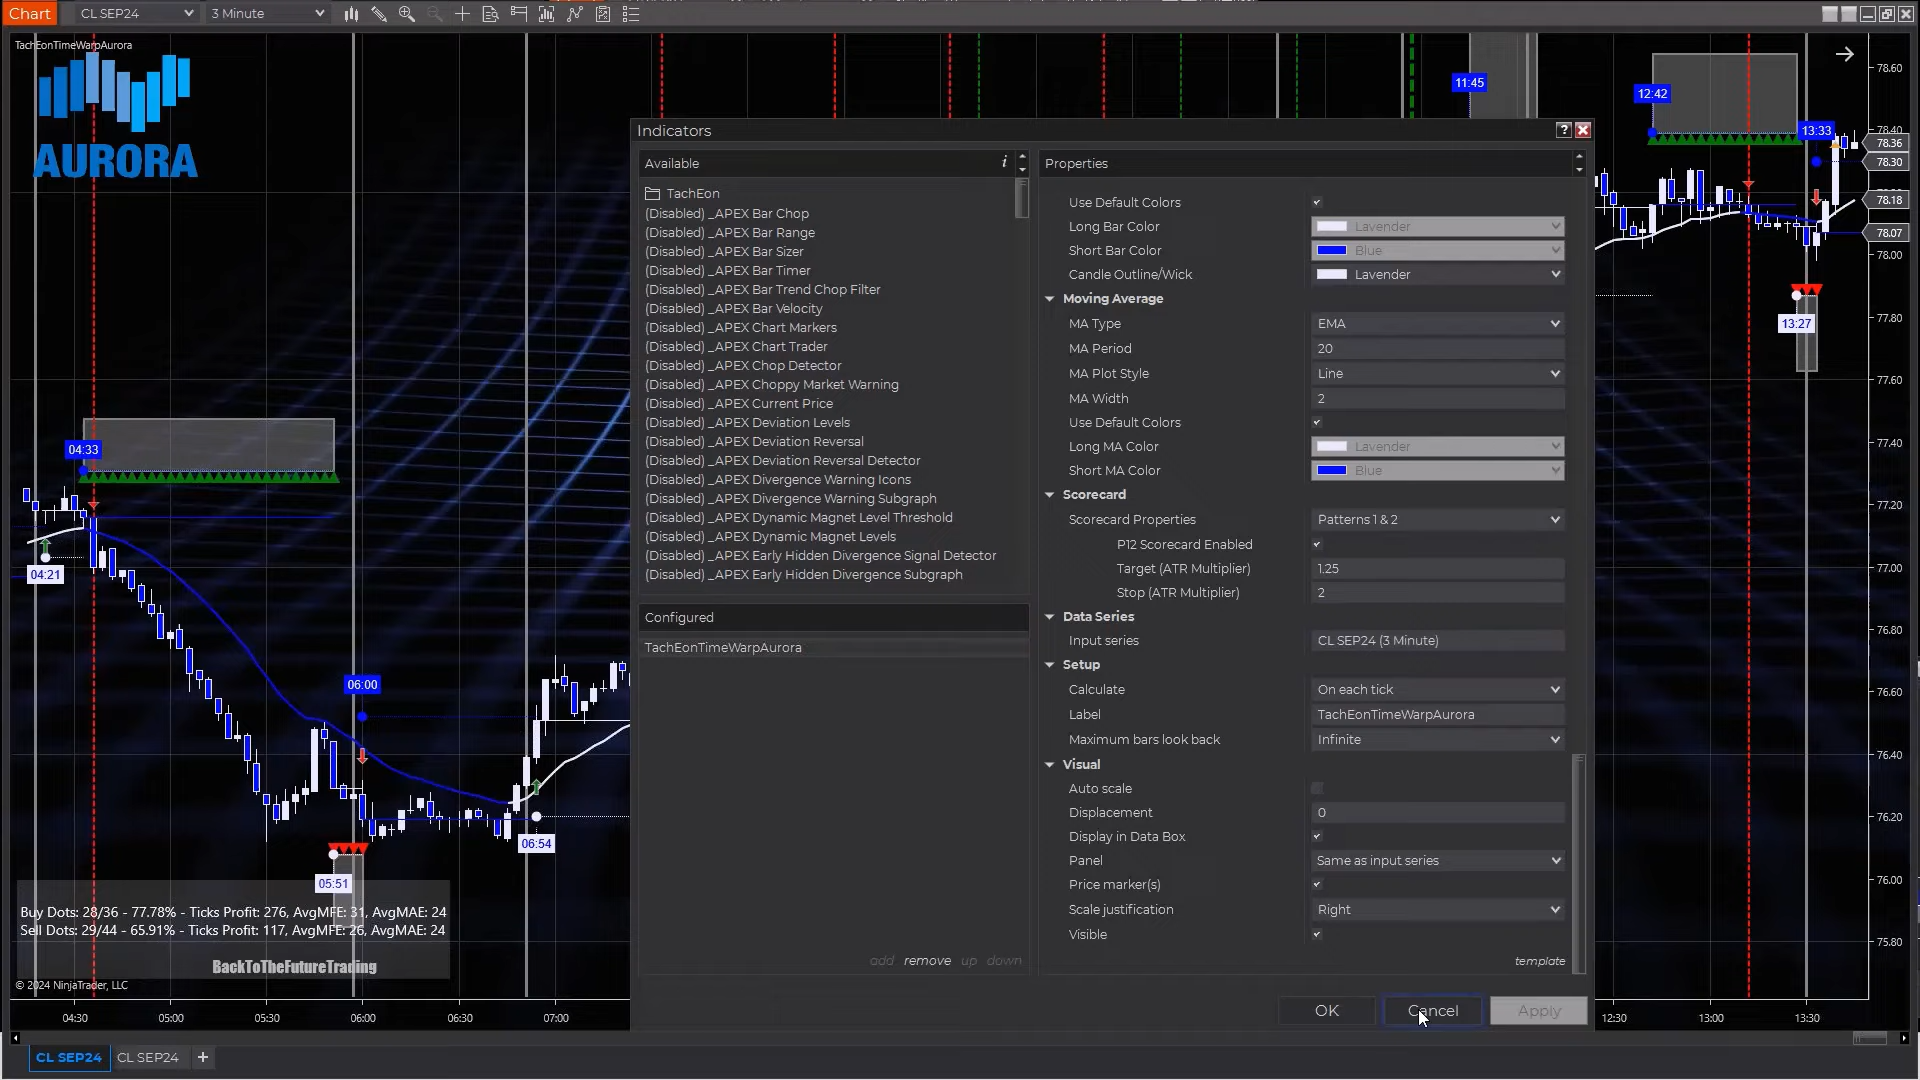 Chart CL SEP24 3 Minute
TachEonTimeWarpAurora
AURORA
11:45
12:42
13:33
13:27
04:33
04:21
06:00
05:51
06:54
78.60
78.40
78.36
78.30
78.18
78.07
78.00
77.80
77.60
77.40
77.20
77.00
76.80
76.60
76.40
76.20
76.00
75.80
Indicators ?
Available i
TachEon
(Disabled) _APEX Bar Chop
(Disabled) _APEX Bar Range
(Disabled) _APEX Bar Sizer
(Disabled) _APEX Bar Timer
(Disabled) _APEX Bar Trend Chop Filter
(Disabled) _APEX Bar Velocity
(Disabled) _APEX Chart Markers
(Disabled) _APEX Chart Trader
(Disabled) _APEX Chop Detector
(Disabled) _APEX Choppy Market Warning
(Disabled) _APEX Current Price
(Disabled) _APEX Deviation Levels
(Disabled) _APEX Deviation Reversal
(Disabled) _APEX Deviation Reversal Detector
(Disabled) _APEX Divergence Warning Icons
(Disabled) _APEX Divergence Warning Subgraph
(Disabled) _APEX Dynamic Magnet Level Threshold
(Disabled) _APEX Dynamic Magnet Levels
(Disabled) _APEX Early Hidden Divergence Signal Detector
(Disabled) _APEX Early Hidden Divergence Subgraph
Configured
TachEonTimeWarpAurora
add remove up down
Properties
Use Default Colors
Long Bar Color Lavender
Short Bar Color Blue
Candle Outline/Wick Lavender
Moving Average
MA Type EMA
MA Period 20
MA Plot Style Line
MA Width 2
Use Default Colors
Long MA Color Lavender
Short MA Color Blue
Scorecard
Scorecard Properties Patterns 1 & 2
P12 Scorecard Enabled
Target (ATR Multiplier) 1.25
Stop (ATR Multiplier) 2
Data Series
Input series CL SEP24 (3 Minute)
Setup
Calculate On each tick
Label TachEonTimeWarpAurora
Maximum bars look back Infinite
Visual
Auto scale
Displacement 0
Display in Data Box
Panel Same as input series
Price marker(s)
Scale justification Right
Visible
template
OK Cancel Apply
Buy Dots: 28/36 - 77.78% - Ticks Profit: 276, AvgMFE: 31, AvgMAE: 24
Sell Dots: 29/44 - 65.91% - Ticks Profit: 117, AvgMFE: 26, AvgMAE: 24
BackToTheFutureTrading
© 2024 NinjaTrader, LLC
04:30 05:00 05:30 06:00 06:30 07:00 12:30 13:00 13:30
CL SEP24 CL SEP24 +